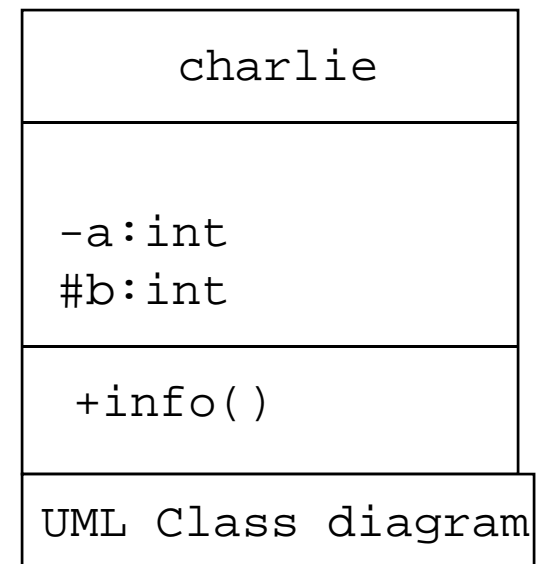 charlie
-a:int
#b:int
+info()
UML Class diagram